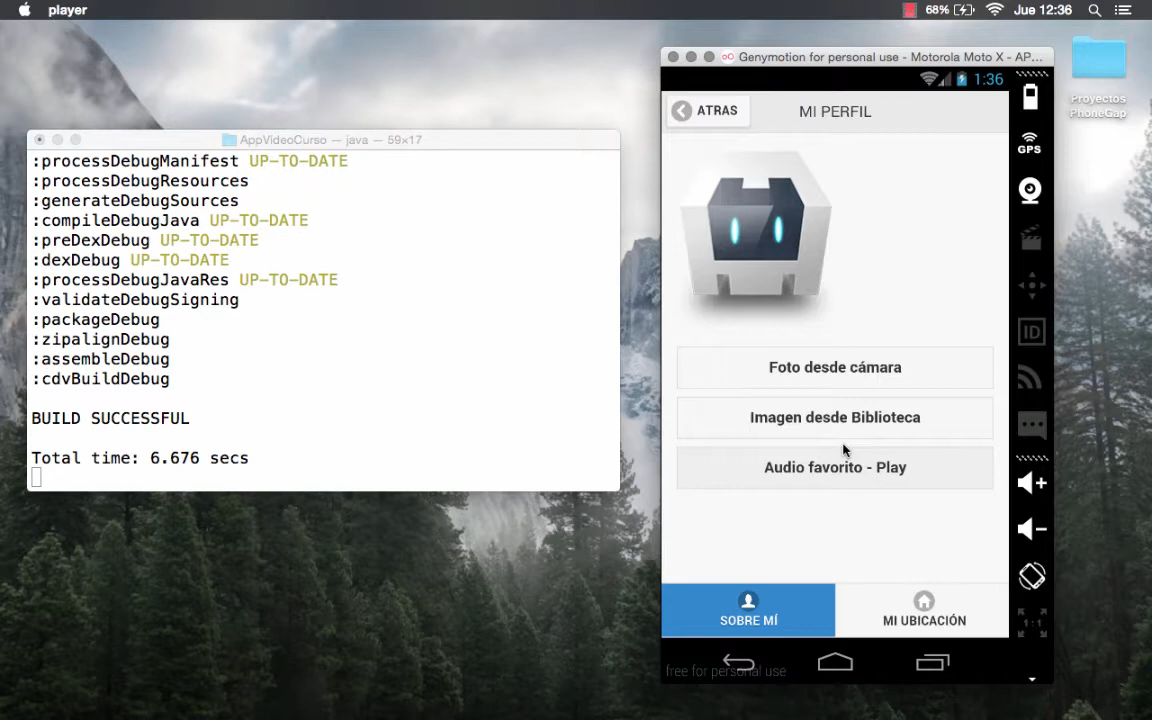 player
68%
Jue 12:36
AppVideoCurso — java — 59×17
:processDebugManifest UP-TO-DATE
:processDebugResources
:generateDebugSources
:compileDebugJava UP-TO-DATE
:preDexDebug UP-TO-DATE
:dexDebug UP-TO-DATE
:processDebugJavaRes UP-TO-DATE
:validateDebugSigning
:packageDebug
:zipalignDebug
:assembleDebug
:cdvBuildDebug
BUILD SUCCESSFUL
Total time: 6.676 secs
Genymotion for personal use - Motorola Moto X - AP...
1:36
ATRAS
MI PERFIL
Foto desde cámara
Imagen desde Biblioteca
Audio favorito - Play
SOBRE MÍ
MI UBICACIÓN
free for personal use
GPS
ID
1:1
Proyectos
PhoneGap